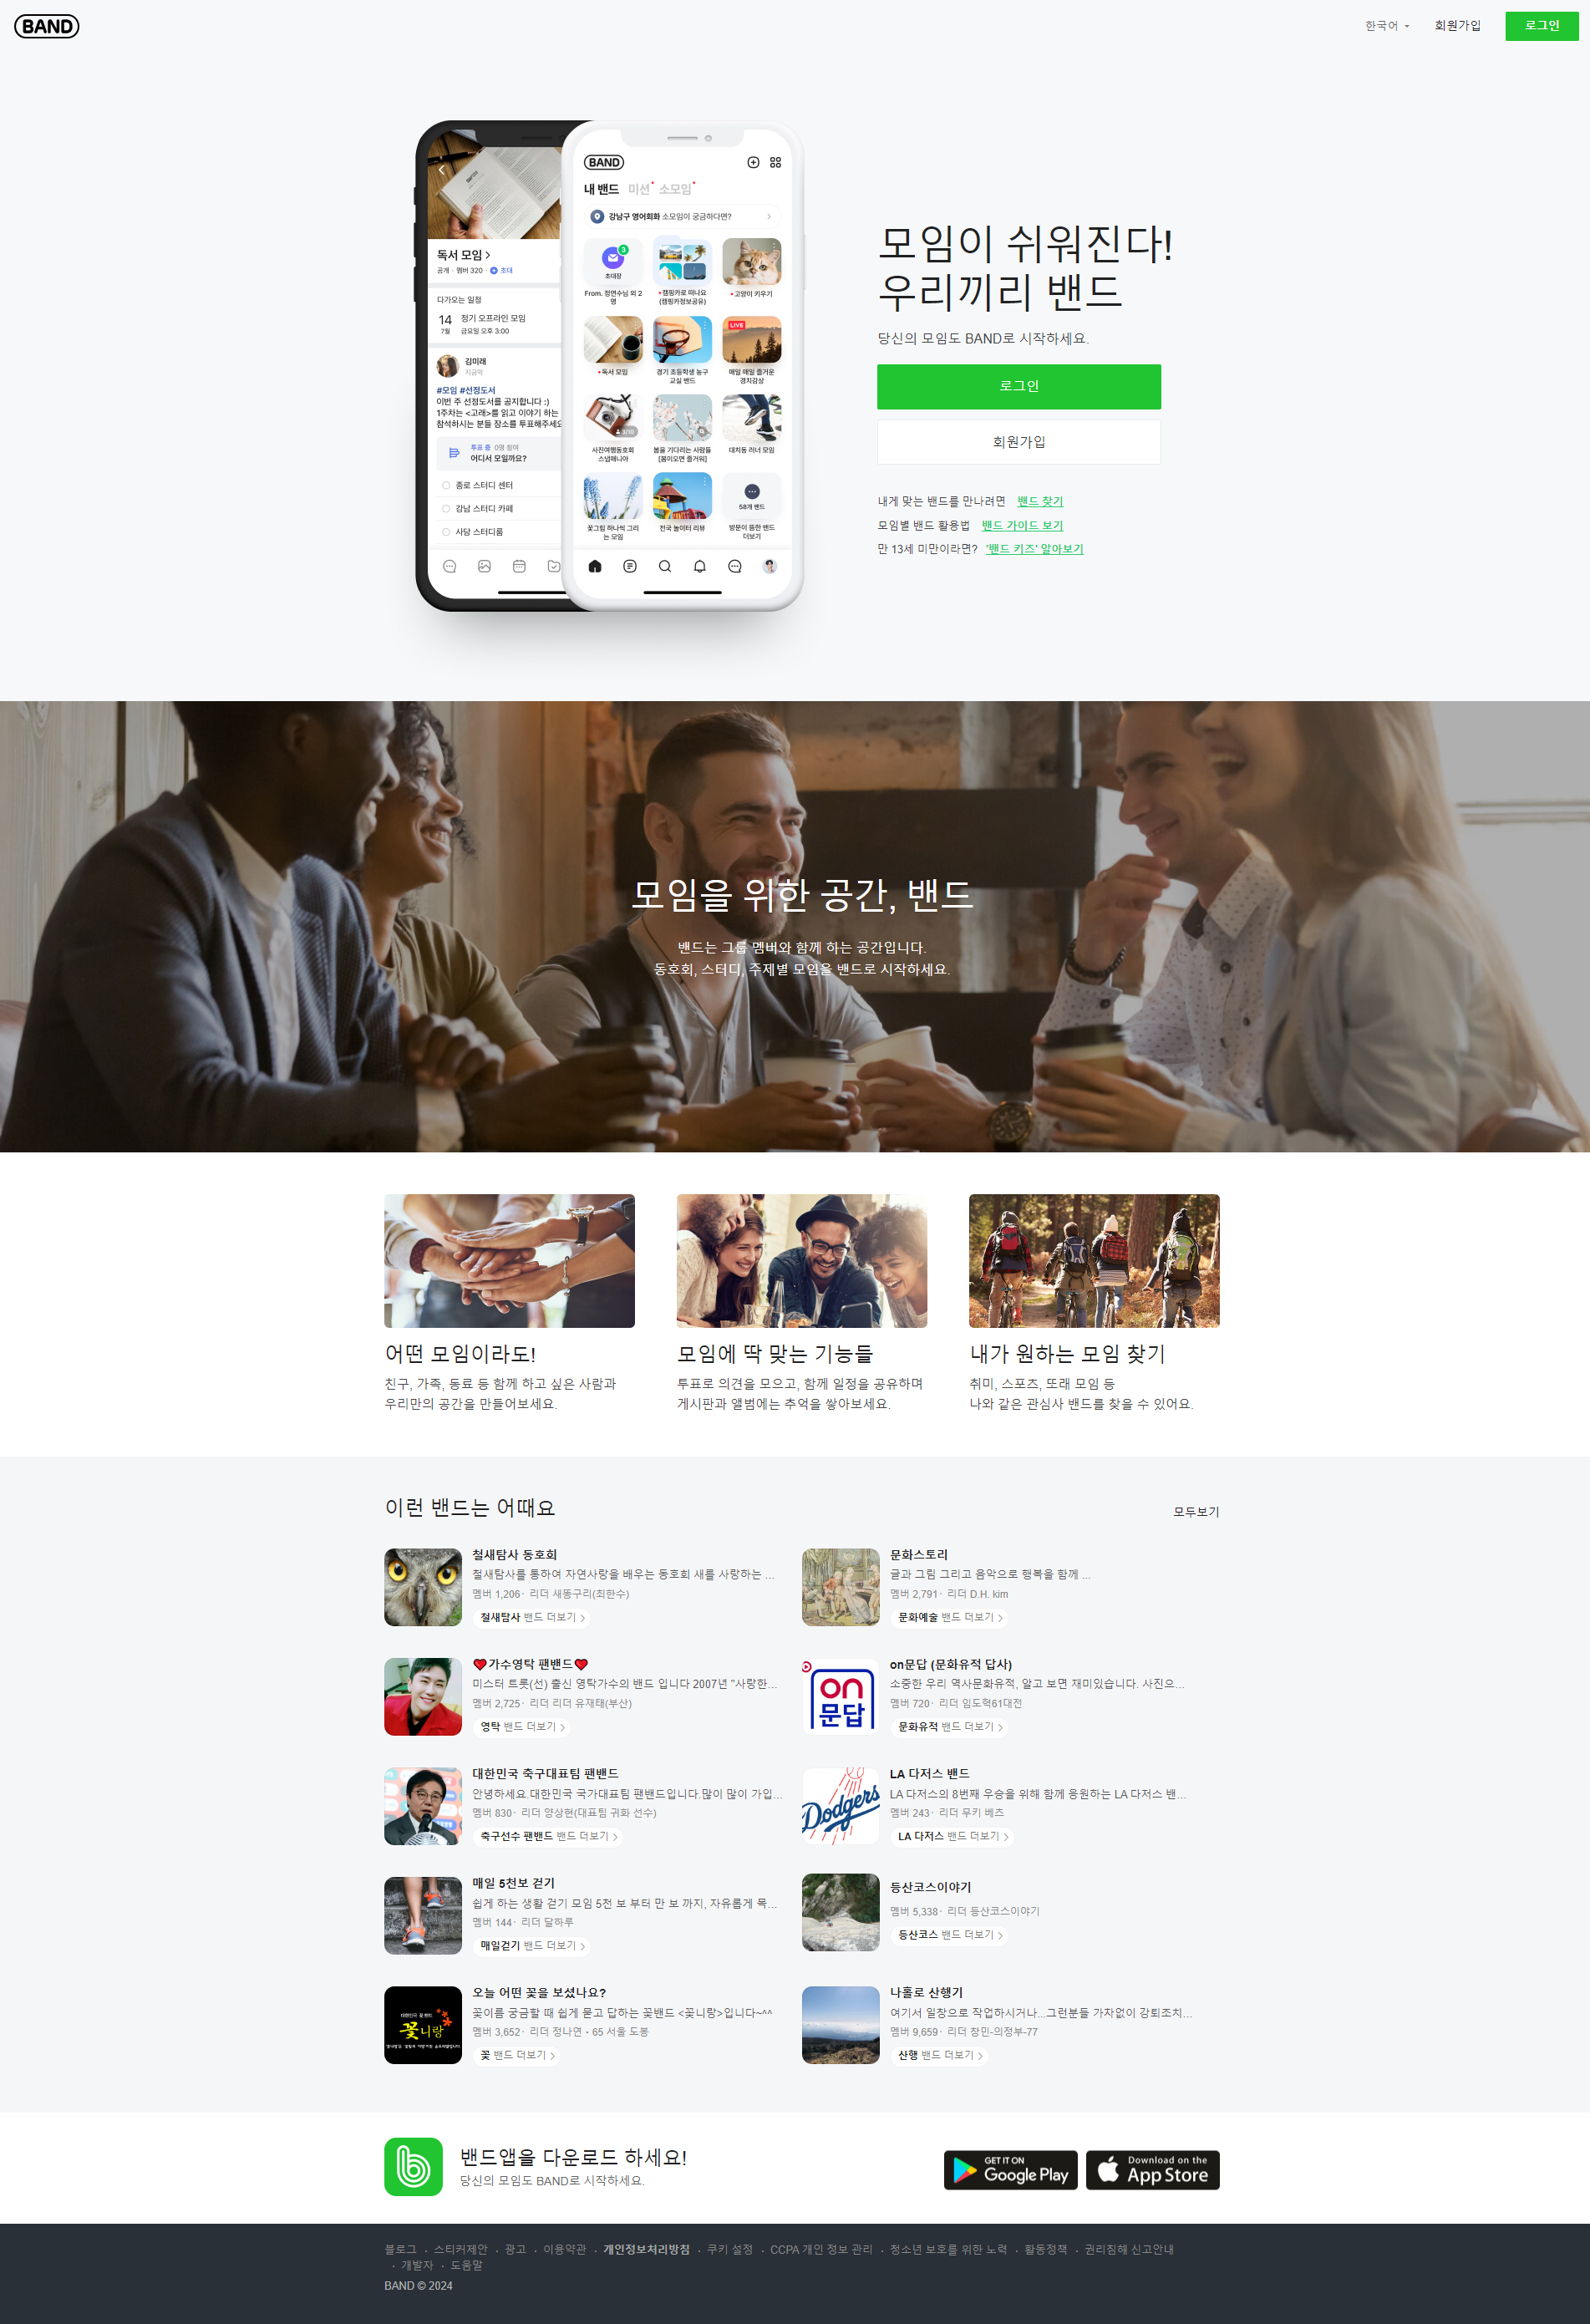 BAND
한국어
회원가입
로그인
독서 모임
공개 · 멤버 320 · 초대
다가오는 일정
14 정기 오프라인 모임
7월 금요일 오후 3:00
김미래
지금막
#모임 #선정도서
이번 주 선정도서를 공지합니다 :)
1주차는 <고래>를 읽고 이야기 하는
참석하시는 분들 장소를 투표해주세요
투표 중 0명 참여
어디서 모일까요?
종로 스터디 센터
강남 스터디 카페
사당 스터디룸
BAND
내 밴드 미션 소모임
강남구 영어회화 소모임이 궁금하다면?
3
초대장
From. 정연수님 외 2
명
캠핑카로 떠나요
(캠핑카정보공유)
고양이 키우기
독서 모임
경기 초등학생 농구
교실 밴드
LIVE
매일 매일 즐거운
경치감상
3/10
사진여행동호회
스냅매니아
봄을 기다리는 사람들
[봄이오면 즐거워]
대치동 러너 모임
꽃그림 하나씩 그리
는 모임
전국 놀이터 리뷰
58개 밴드
방문이 뜸한 밴드
더보기
모임이 쉬워진다!
우리끼리 밴드
당신의 모임도 BAND로 시작하세요.
로그인
회원가입
내게 맞는 밴드를 만나려면 밴드 찾기
모임별 밴드 활용법 밴드 가이드 보기
만 13세 미만이라면? '밴드 키즈' 알아보기
모임을 위한 공간, 밴드
밴드는 그룹 멤버와 함께 하는 공간입니다.
동호회, 스터디, 주제별 모임을 밴드로 시작하세요.
어떤 모임이라도!
친구, 가족, 동료 등 함께 하고 싶은 사람과
우리만의 공간을 만들어보세요.
모임에 딱 맞는 기능들
투표로 의견을 모으고, 함께 일정을 공유하며
게시판과 앨범에는 추억을 쌓아보세요.
내가 원하는 모임 찾기
취미, 스포츠, 또래 모임 등
나와 같은 관심사 밴드를 찾을 수 있어요.
이런 밴드는 어때요
모두보기
철새탐사 동호회
철새탐사를 통하여 자연사랑을 배우는 동호회 새를 사랑하는 ...
멤버 1,206 · 리더 새똥구리(최한수)
철새탐사 밴드 더보기
문화스토리
글과 그림 그리고 음악으로 행복을 함께 ...
멤버 2,791 · 리더 D.H. kim
문화예술 밴드 더보기
❤️가수영탁 팬밴드❤️
미스터 트롯(선) 출신 영탁가수의 밴드 입니다 2007년 "사랑한...
멤버 2,725 · 리더 리더 유재태(부산)
영탁 밴드 더보기
on
문답
on문답 (문화유적 답사)
소중한 우리 역사문화유적, 알고 보면 재미있습니다. 사진으...
멤버 720 · 리더 임도혁61대전
문화유적 밴드 더보기
대한민국 축구대표팀 팬밴드
안녕하세요.대한민국 국가대표팀 팬밴드입니다.많이 많이 가입...
멤버 830 · 리더 양상현(대표팀 귀화 선수)
축구선수 팬밴드 밴드 더보기
Dodgers
LA 다저스 밴드
LA 다저스의 8번째 우승을 위해 함께 응원하는 LA 다저스 밴...
멤버 243 · 리더 무키 베츠
LA 다저스 밴드 더보기
매일 5천보 걷기
쉽게 하는 생활 걷기 모임 5천 보 부터 만 보 까지, 자유롭게 목...
멤버 144 · 리더 달하루
매일걷기 밴드 더보기
등산코스이야기
멤버 5,338 · 리더 등산코스이야기
등산코스 밴드 더보기
대한민국 꽃 밴드
꽃니랑
오늘 어떤 꽃을 보셨나요?
꽃이름 궁금할 때 쉽게 묻고 답하는 꽃밴드 <꽃니랑>입니다~^^
멤버 3,652 · 리더 정나연 • 65 서울 도봉
꽃 밴드 더보기
나홀로 산행기
여기서 일창으로 작업하시거나...그런분들 가차없이 강퇴조치...
멤버 9,659 · 리더 창민-의정부-77
산행 밴드 더보기
밴드앱을 다운로드 하세요!
당신의 모임도 BAND로 시작하세요.
GET IT ON
Google Play
Download on the
App Store
블로그 · 스티커제안 · 광고 · 이용약관 · 개인정보처리방침 · 쿠키 설정 · CCPA 개인 정보 관리 · 청소년 보호를 위한 노력 · 활동정책 · 권리침해 신고안내
· 개발자 · 도움말
BAND © 2024